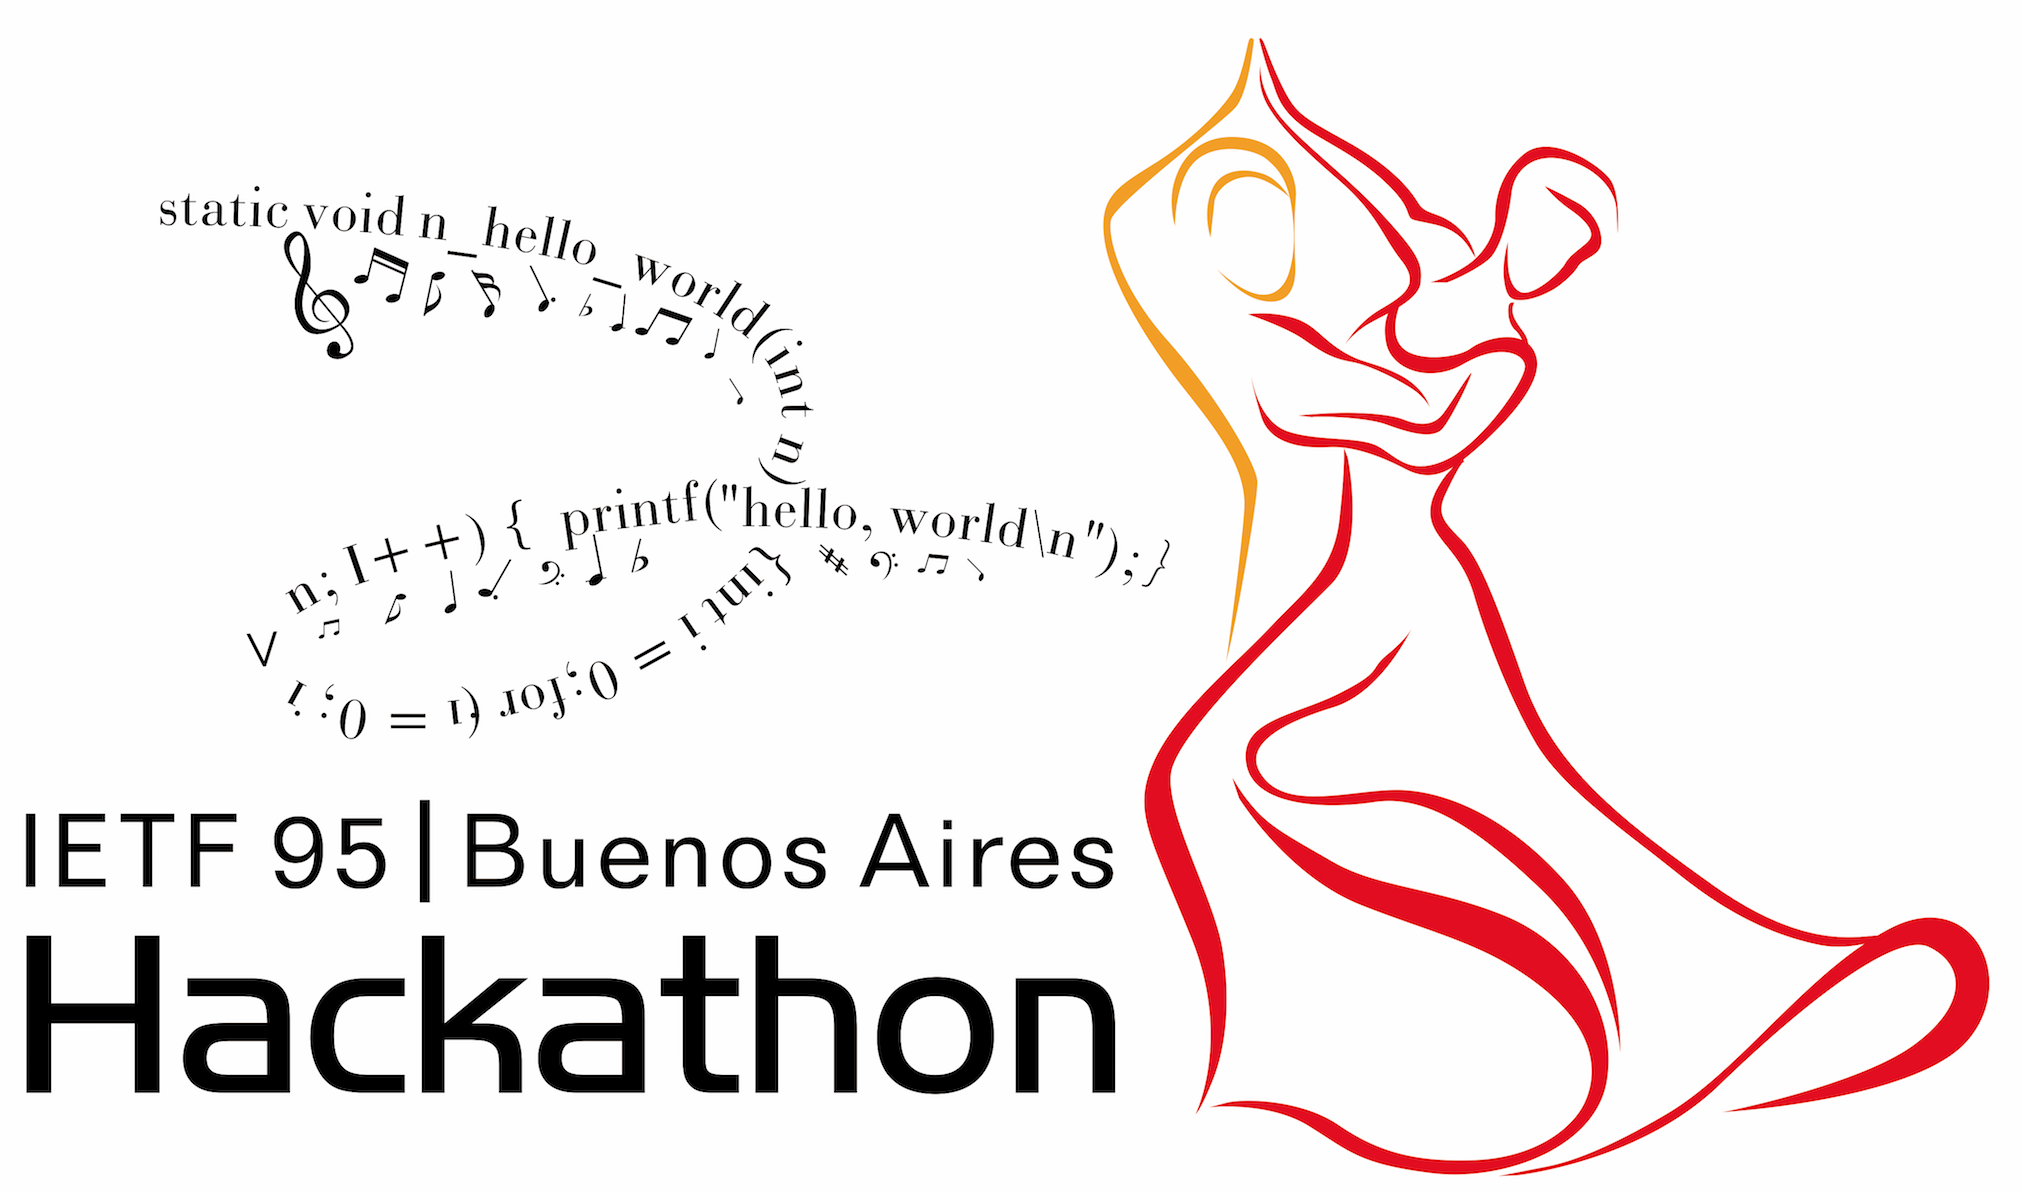 static void n_hello_world(int n)
{int i = 0;for (i = 0; i <
n; I++) { printf("hello, world\n");}
IETF 95|Buenos Aires
Hackathon